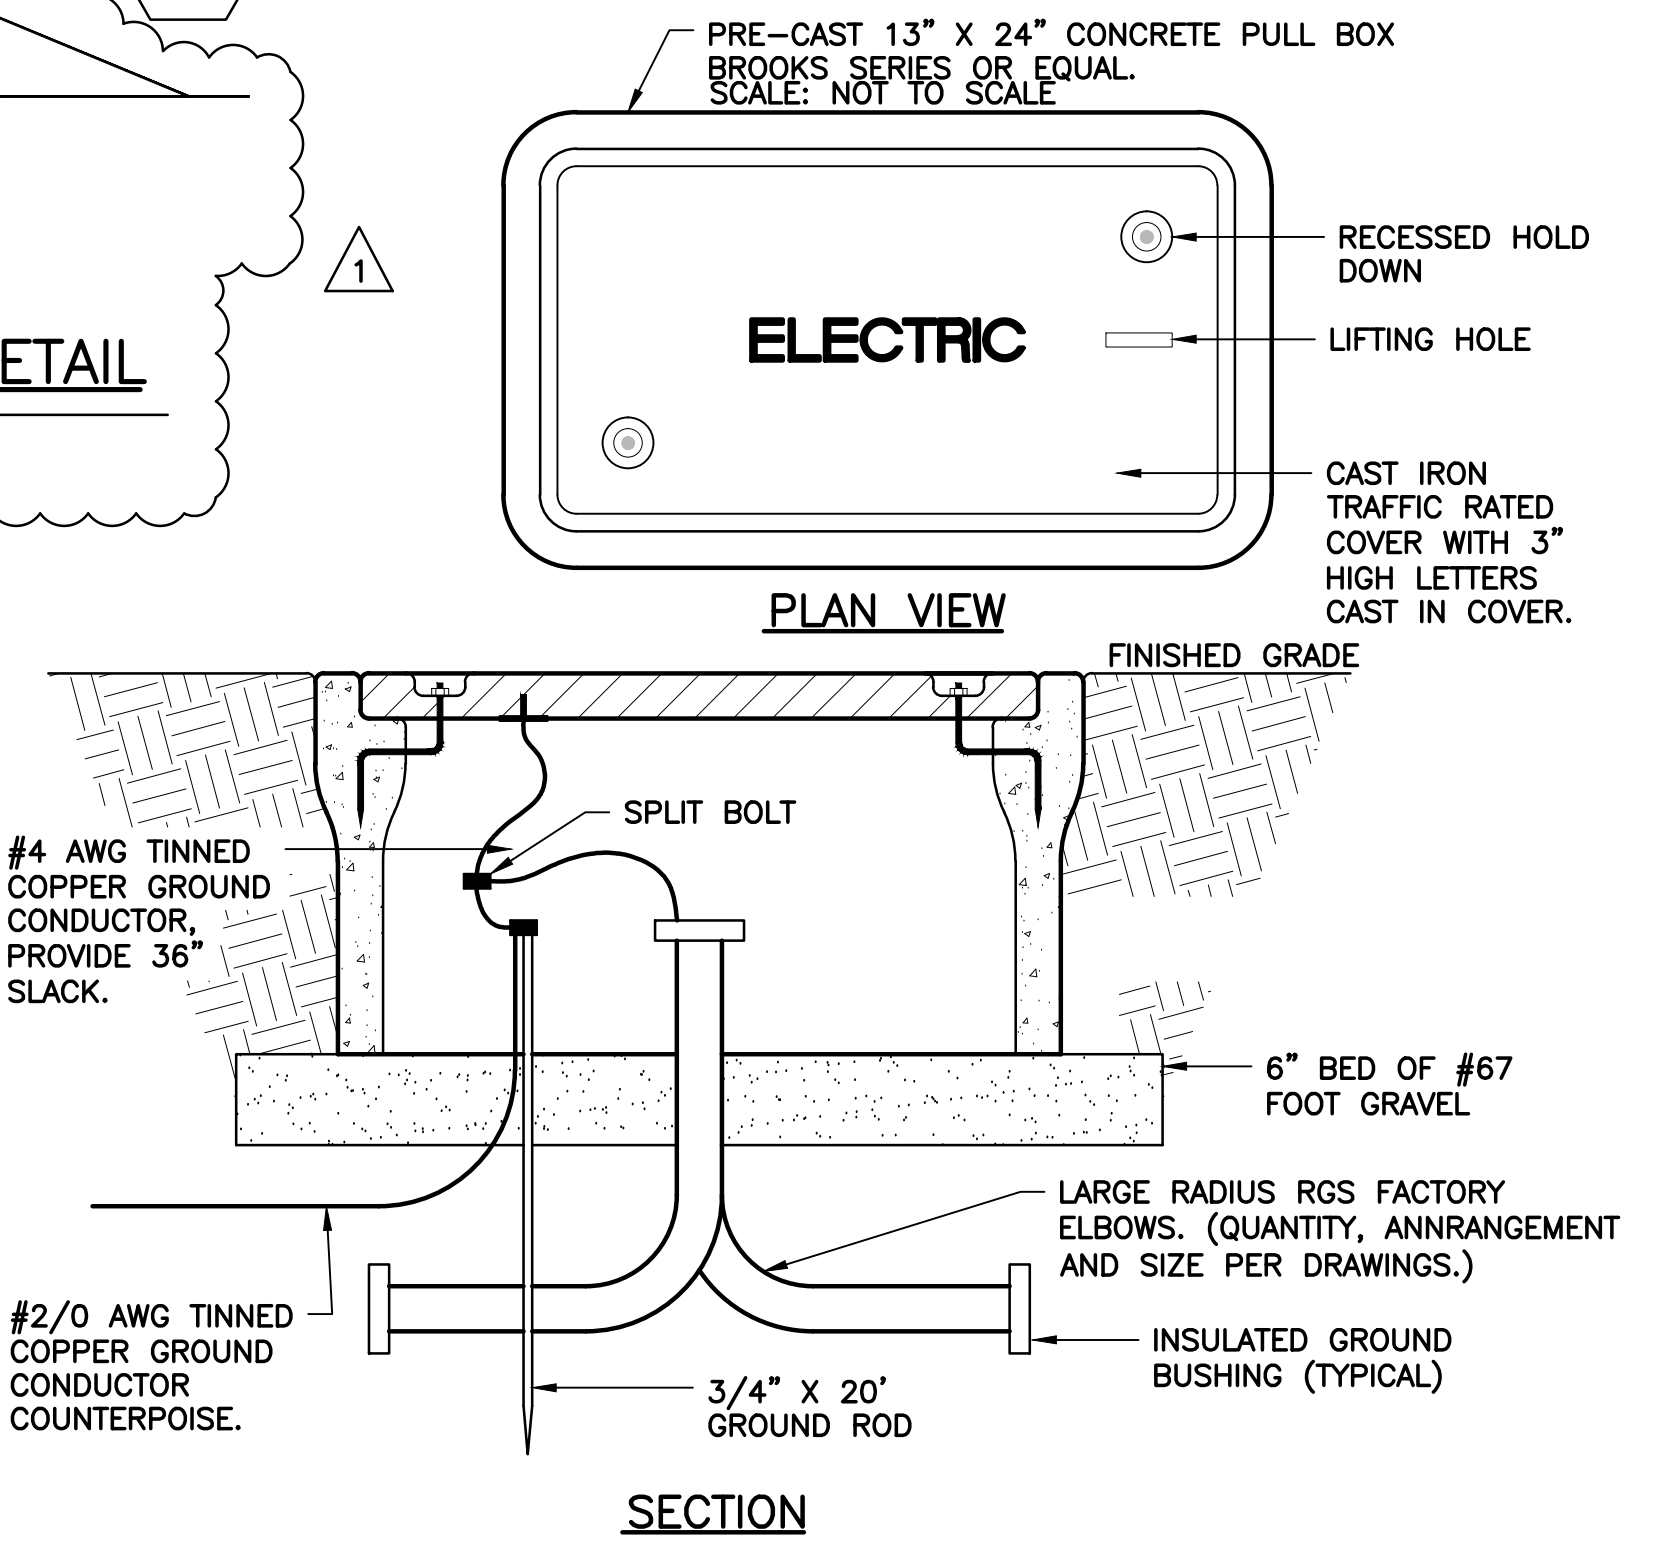 PRE-CAST 13" X 24" CONCRETE PULL BOX
BROOKS SERIES OR EQUAL.
SCALE: NOT TO SCALE
1
ETAIL
RECESSED HOLD
DOWN
ELECTRIC
LIFTING HOLE
CAST IRON
TRAFFIC RATED
COVER WITH 3"
HIGH LETTERS
CAST IN COVER.
PLAN VIEW
FINISHED GRADE
SPLIT BOLT
#4 AWG TINNED
COPPER GROUND
CONDUCTOR,
PROVIDE 36"
SLACK.
6" BED OF #67
FOOT GRAVEL
LARGE RADIUS RGS FACTORY
ELBOWS. (QUANTITY, ANNRANGEMENT
AND SIZE PER DRAWINGS.)
#2/0 AWG TINNED
COPPER GROUND
CONDUCTOR
COUNTERPOISE.
INSULATED GROUND
BUSHING (TYPICAL)
3/4" X 20'
GROUND ROD
SECTION